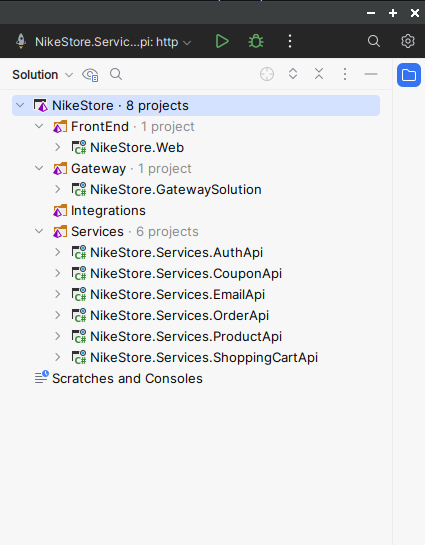 NikeStore.Servic...pi: http
Solution
NikeStore · 8 projects
FrontEnd · 1 project
C# NikeStore.Web
Gateway · 1 project
C# NikeStore.GatewaySolution
Integrations
Services · 6 projects
C# NikeStore.Services.AuthApi
C# NikeStore.Services.CouponApi
C# NikeStore.Services.EmailApi
C# NikeStore.Services.OrderApi
C# NikeStore.Services.ProductApi
C# NikeStore.Services.ShoppingCartApi
Scratches and Consoles